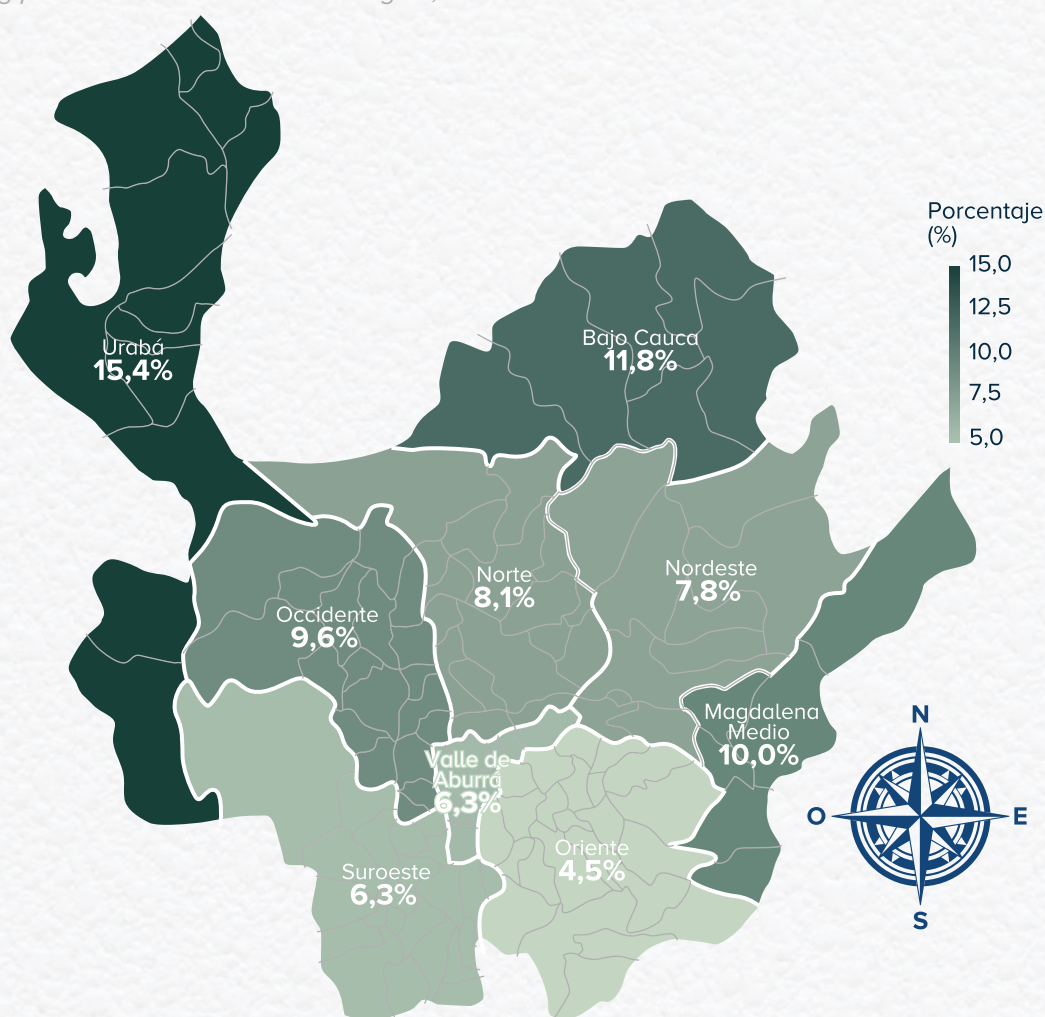 Porcentaje
(%)
15,0
12,5
10,0
7,5
5,0
Urabá
15,4%
Bajo Cauca
11,8%
Norte
8,1%
Nordeste
7,8%
Occidente
9,6%
Magdalena
Medio
10,0%
Valle de
Aburrá
6,3%
Oriente
4,5%
Suroeste
6,3%
N
O
E
S